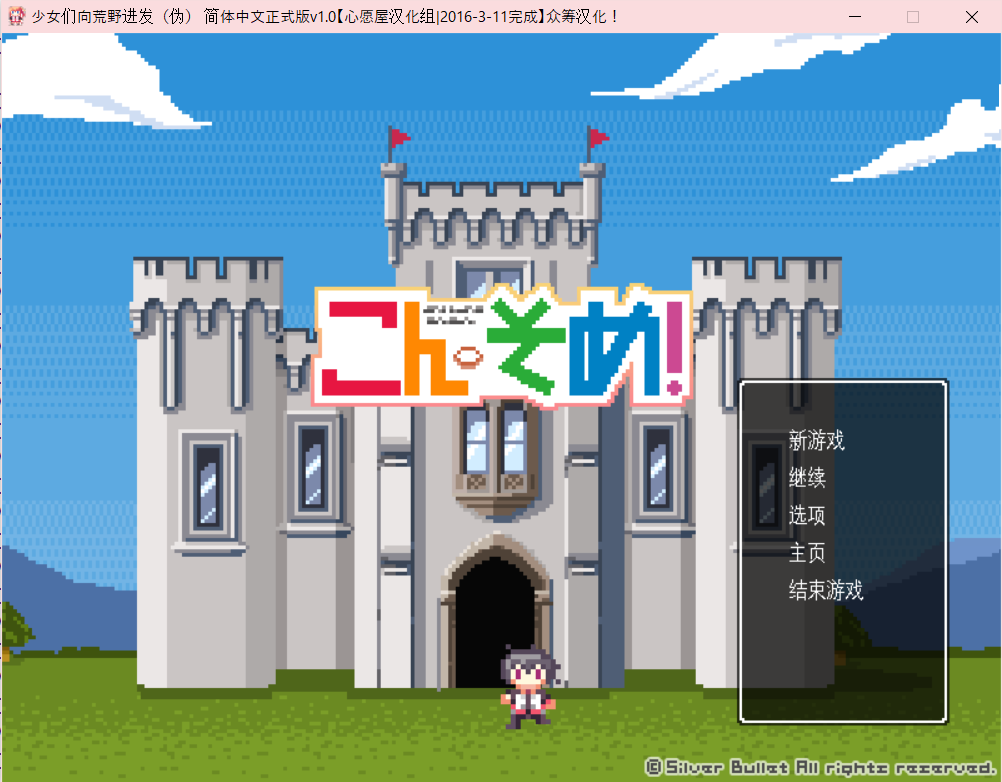 少女们向荒野进发（伪） 简体中文正式版v1.0【心愿屋汉化组|2016-3-11完成】众筹汉化！
こん。そめ!
新游戏
继续
选项
主页
结束游戏
©Silver Bullet All rights reserved.